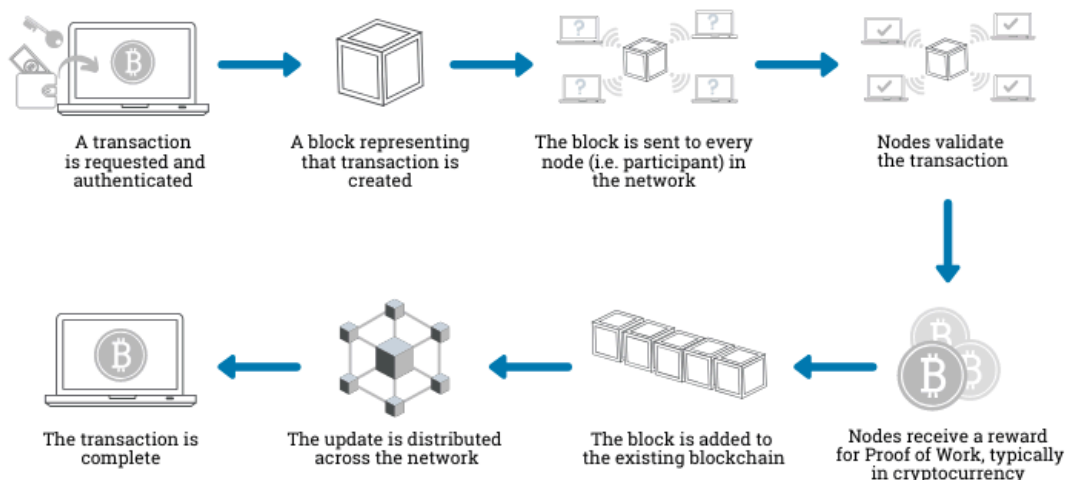 A transaction
is requested and
authenticated
A block representing
that transaction is
created
The block is sent to every
node (i.e. participant) in
the network
Nodes validate
the transaction
Nodes receive a reward
for Proof of Work, typically
in cryptocurrency
The block is added to
the existing blockchain
The update is distributed
across the network
The transaction is
complete